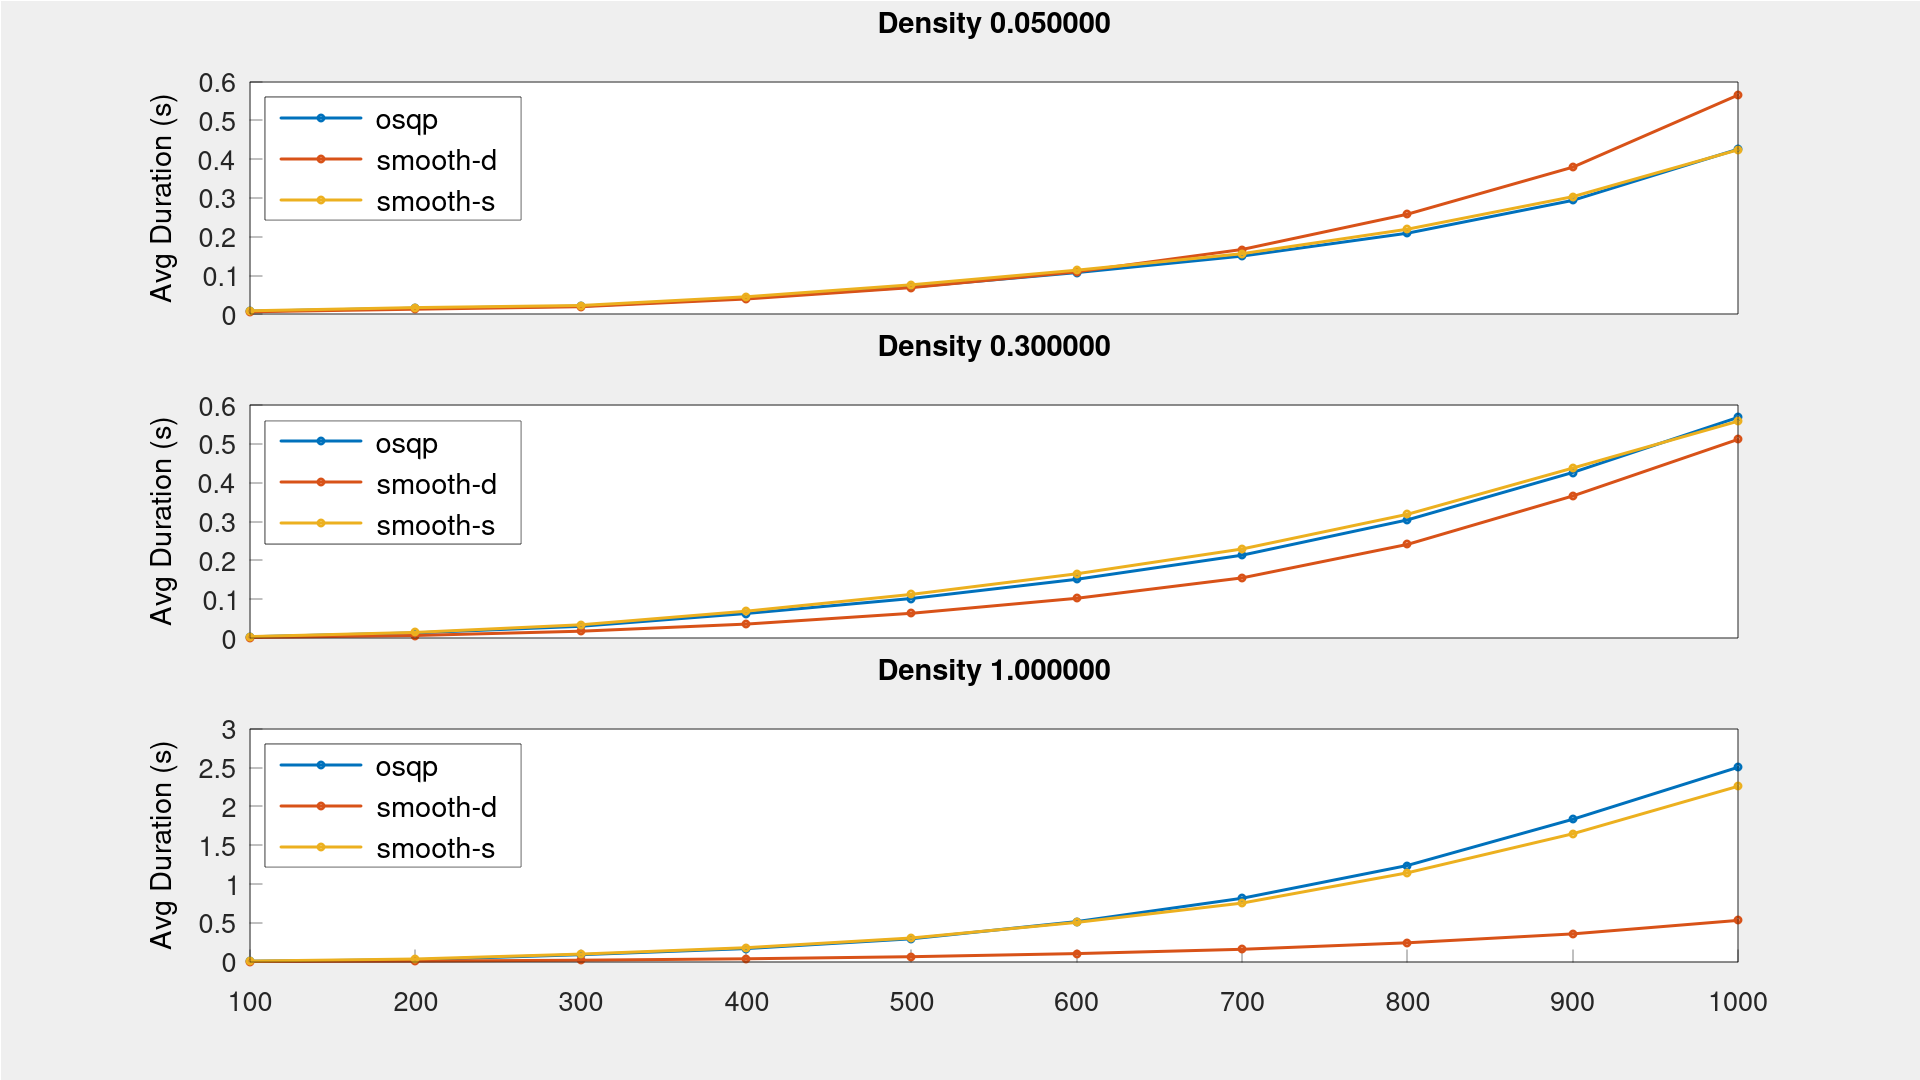 Density 0.050000
Avg Duration (s)
0.6
0.5
0.4
0.3
0.2
0.1
0
osqp
smooth-d
smooth-s
Density 0.300000
Avg Duration (s)
0.6
0.5
0.4
0.3
0.2
0.1
0
osqp
smooth-d
smooth-s
Density 1.000000
Avg Duration (s)
3
2.5
2
1.5
1
0.5
0
osqp
smooth-d
smooth-s
100 200 300 400 500 600 700 800 900 1000